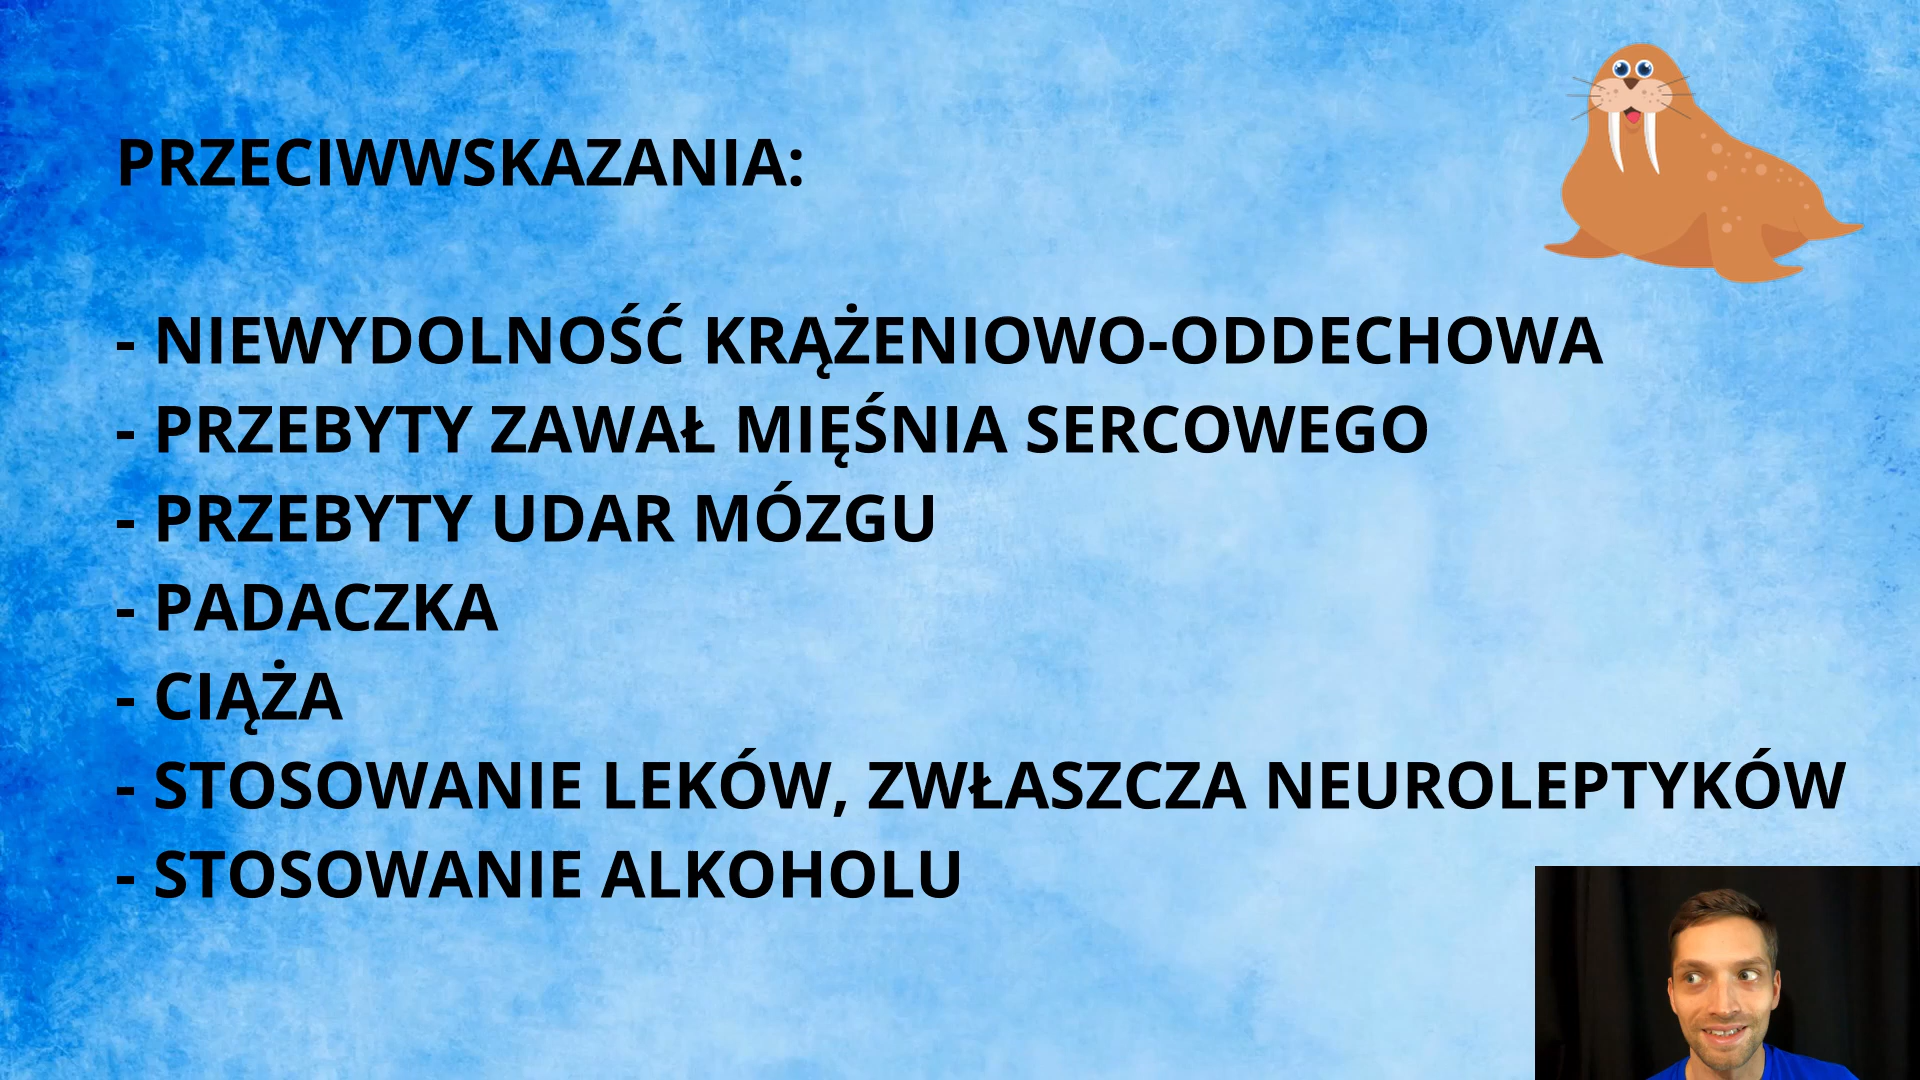 PRZECIWWSKAZANIA:
- NIEWYDOLNOŚĆ KRĄŻENIOWO-ODDECHOWA
- PRZEBYTY ZAWAŁ MIĘŚNIA SERCOWEGO
- PRZEBYTY UDAR MÓZGU
- PADACZKA
- CIĄŻA
- STOSOWANIE LEKÓW, ZWŁASZCZA NEUROLEPTYKÓW
- STOSOWANIE ALKOHOLU